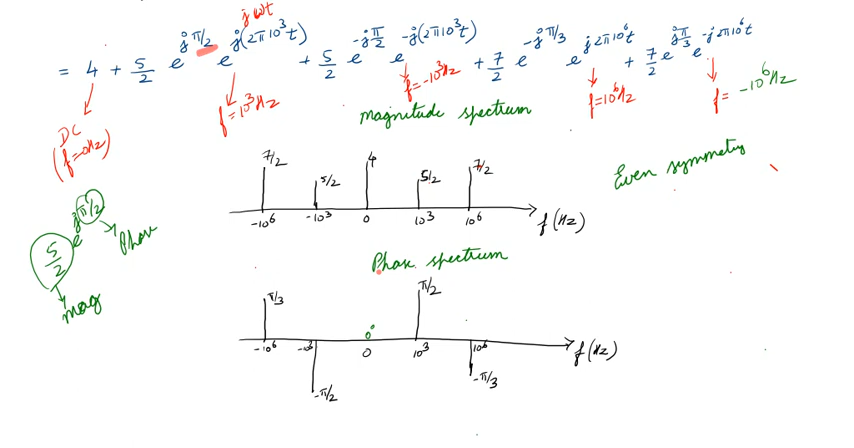 jωt
= 4 + 5/2 e^{jπ/2} e^{j(2π10³t)} + 5/2 e^{-jπ/2} e^{-j(2π10³t)} + 7/2 e^{-jπ/3} e^{j2π10⁶t} + 7/2 e^{jπ/3} e^{-j2π10⁶t}
DC
(f=0Hz)
f=10³Hz
f=-10³Hz
f=10⁶Hz
f= -10⁶Hz
magnitude spectrum
Even symmetry
7/2 5/2 4 5/2 7/2
-10⁶ -10³ 0 10³ 10⁶ f(Hz)
5/2 e^{jπ/2}
Phase
mag
Phase spectrum
π/3 0° π/2
-10⁶ -10³ 0 10³ 10⁶ f(Hz)
-π/2 -π/3